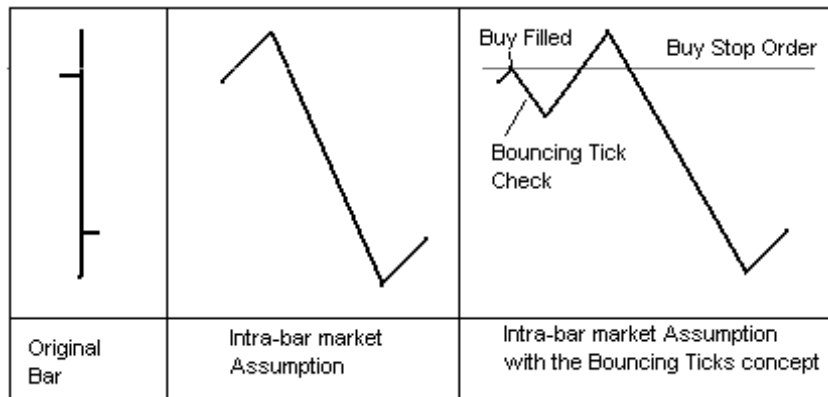 Buy Filled
Buy Stop Order
Bouncing Tick
Check
Original
Bar
Intra-bar market
Assumption
Intra-bar market Assumption
with the Bouncing Ticks concept